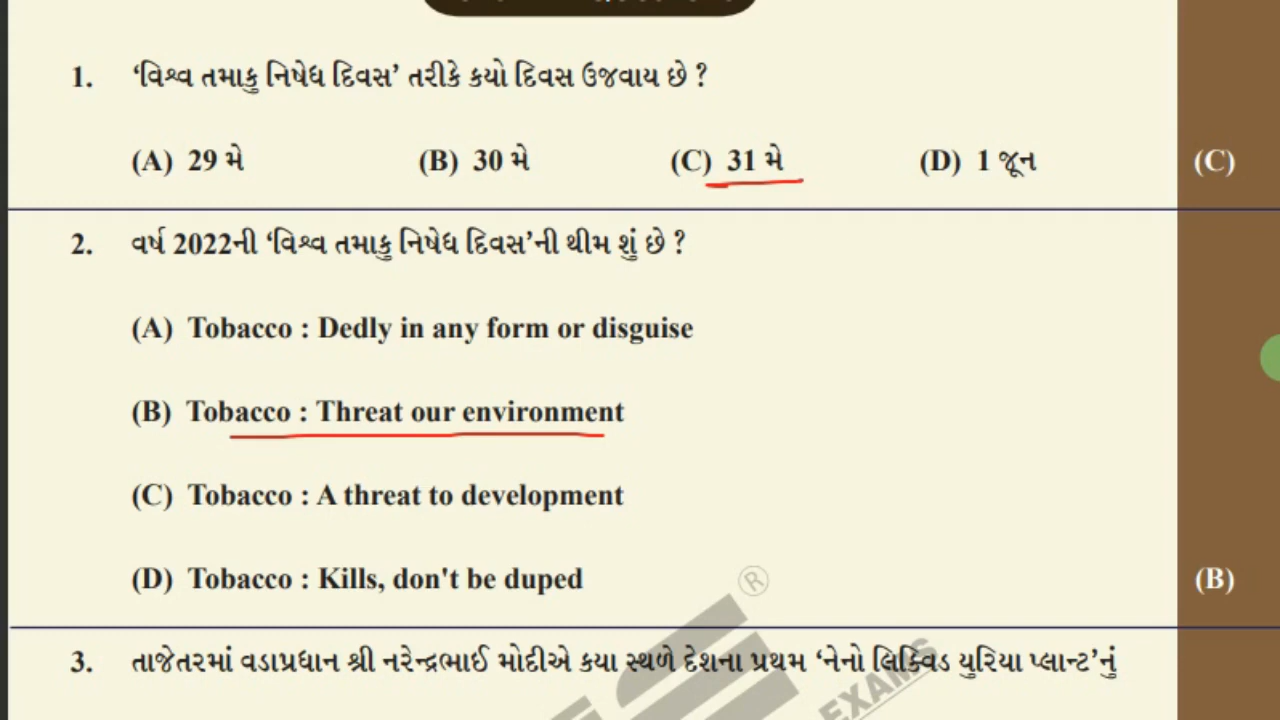 1. ‘વિશ્વ તમાકુ નિષેધ દિવસ’ તરીકે કયો દિવસ ઉજવાય છે ?
(A) 29 મે (B) 30 મે (C) 31 મે (D) 1 જૂન (C)
2. વર્ષ 2022ની ‘વિશ્વ તમાકુ નિષેધ દિવસ’ની થીમ શું છે ?
(A) Tobacco : Dedly in any form or disguise
(B) Tobacco : Threat our environment
(C) Tobacco : A threat to development
(D) Tobacco : Kills, don't be duped (B)
®
3. તાજેતરમાં વડાપ્રધાન શ્રી નરેન્દ્રભાઈ મોદીએ કયા સ્થળે દેશના પ્રથમ ‘નેનો લિક્વિડ યુરિયા પ્લાન્ટ’નું
EXAMS